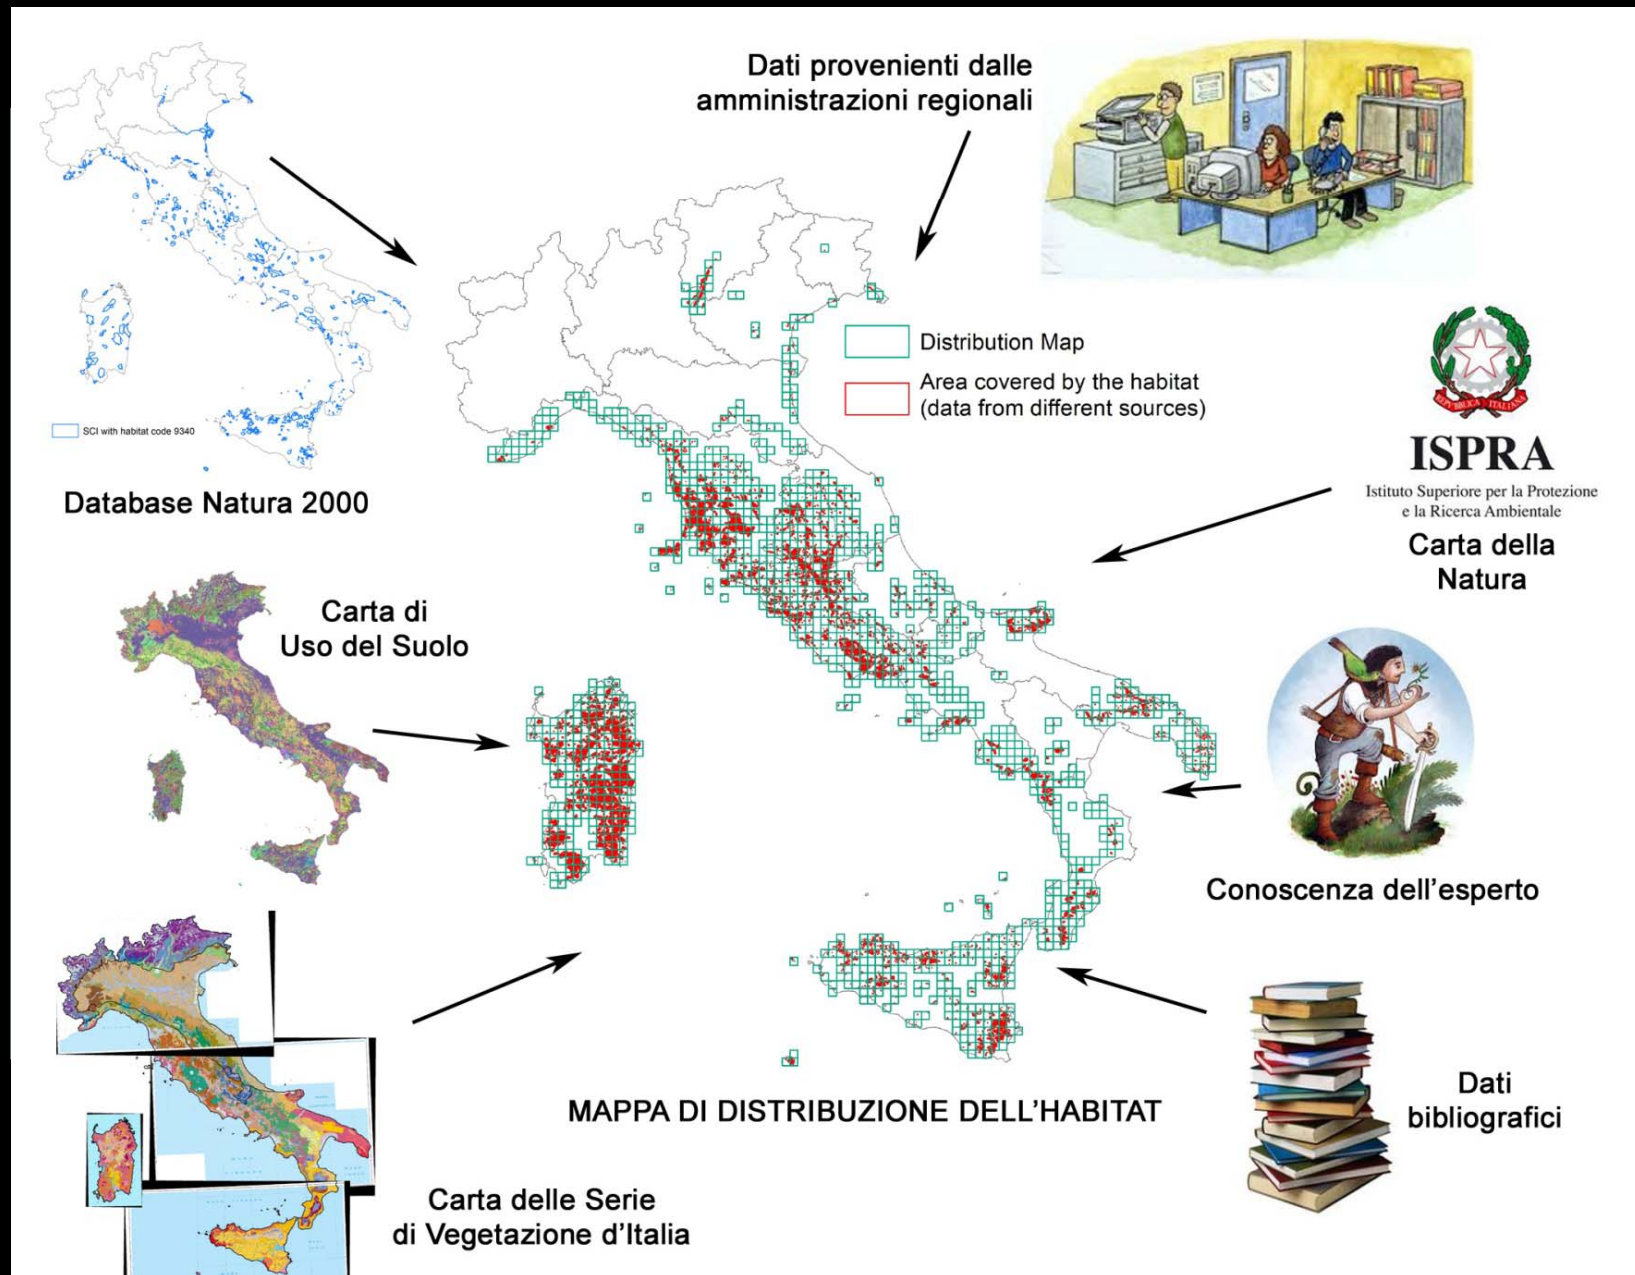 Dati provenienti dalle
amministrazioni regionali
SCI with habitat code 9340
Database Natura 2000
Distribution Map
Area covered by the habitat
(data from different sources)
REPVBBLICA ITALIANA
ISPRA
Istituto Superiore per la Protezione
e la Ricerca Ambientale
Carta della
Natura
Carta di
Uso del Suolo
Conoscenza dell'esperto
MAPPA DI DISTRIBUZIONE DELL'HABITAT
Dati
bibliografici
Carta delle Serie
di Vegetazione d'Italia